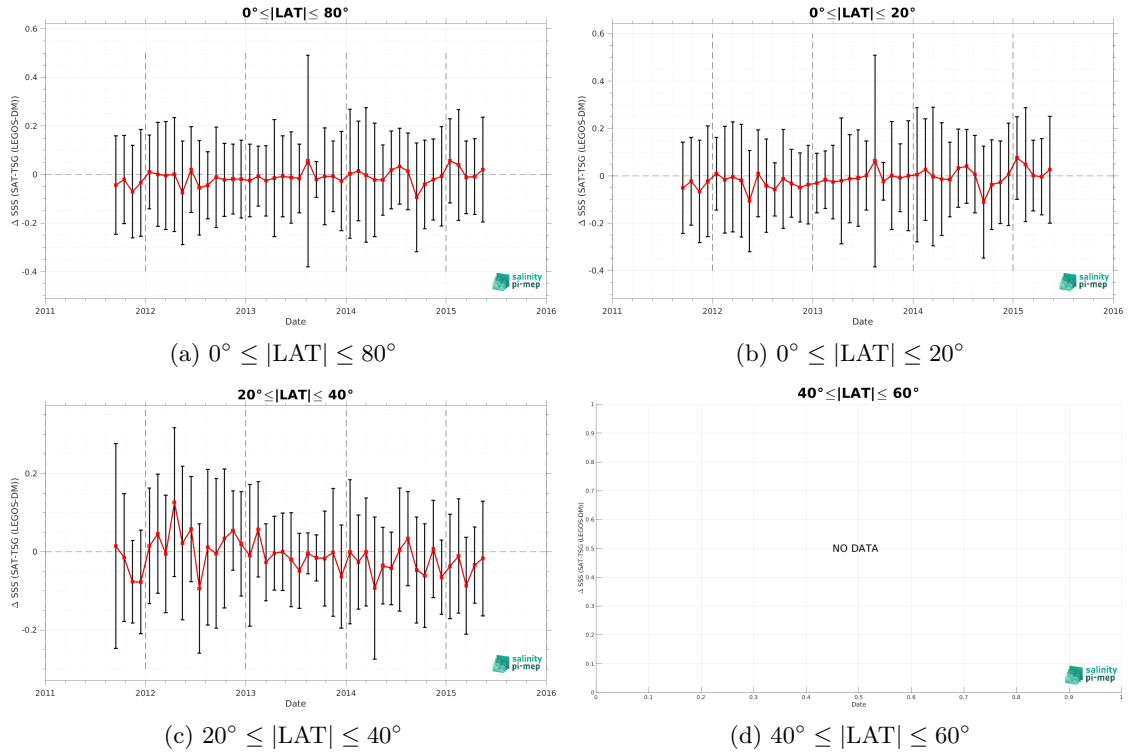 0°≤|LAT|≤ 80°
Δ SSS (SAT-TSG (LEGOS-DM))
0.6
0.4
0.2
0
-0.2
-0.4
2011 2012 2013 2014 2015 2016
Date
salinity
pi-mep
(a) 0° ≤ |LAT| ≤ 80°
0°≤|LAT|≤ 20°
Δ SSS (SAT-TSG (LEGOS-DM))
0.6
0.4
0.2
0
-0.2
-0.4
2011 2012 2013 2014 2015 2016
Date
salinity
pi-mep
(b) 0° ≤ |LAT| ≤ 20°
20°≤|LAT|≤ 40°
Δ SSS (SAT-TSG (LEGOS-DM))
0.2
0
-0.2
2011 2012 2013 2014 2015 2016
Date
salinity
pi-mep
(c) 20° ≤ |LAT| ≤ 40°
40°≤|LAT|≤ 60°
Δ SSS (SAT-TSG (LEGOS-DM))
1
0.9
0.8
0.7
0.6
0.5
0.4
0.3
0.2
0.1
0
NO DATA
0 0.1 0.2 0.3 0.4 0.5 0.6 0.7 0.8 0.9 1
Date
salinity
pi-mep
(d) 40° ≤ |LAT| ≤ 60°